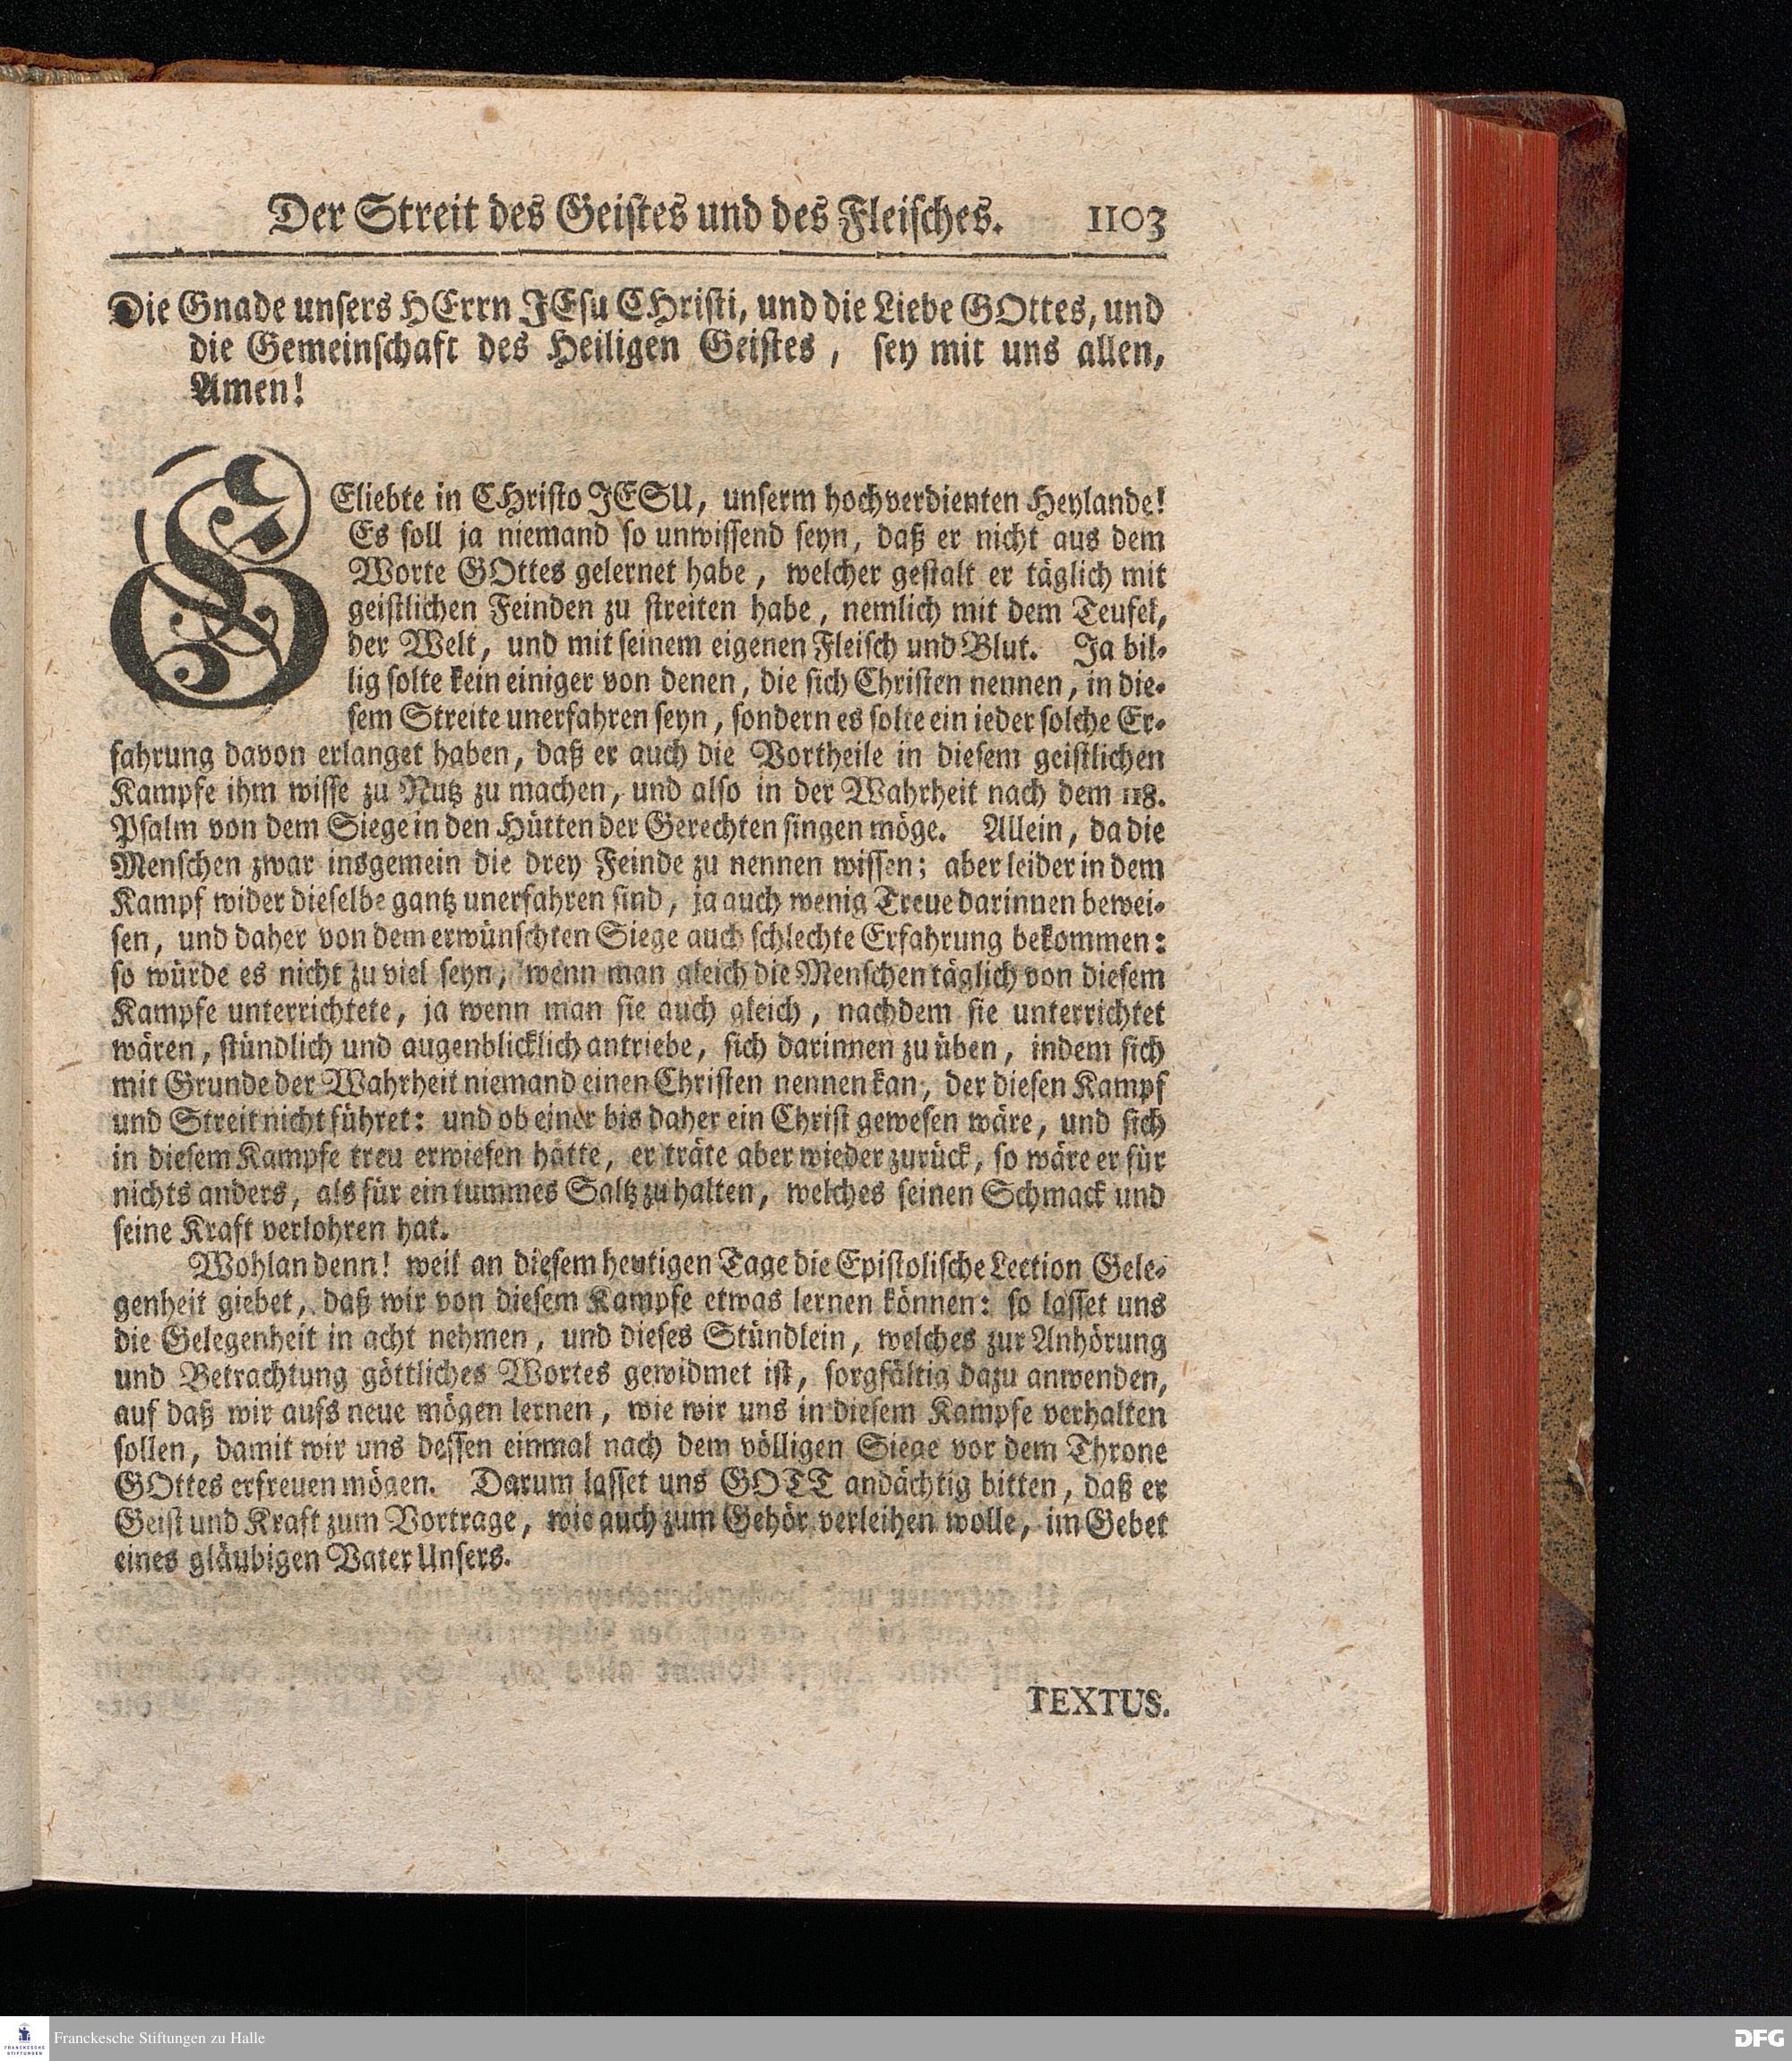 Der Streit des Geistes und des Fleisches. 1103
Die Gnade unsers HErrn JEsu CHristi, und die Liebe GOttes, und
die Gemeinschaft des Heiligen Geistes, sey mit uns allen,
Amen!
GEliebte in CHristo JESU, unserm hochverdienten Heylande!
Es soll ja niemand so unwissend seyn, daß er nicht aus dem
Worte GOttes gelernet habe, welcher gestalt er täglich mit
geistlichen Feinden zu streiten habe, nemlich mit dem Teufel,
der Welt, und mit seinem eigenen Fleisch und Blut. Ja bil-
lig solte kein einiger von denen, die sich Christen nennen, in die-
sem Streite unerfahren seyn, sondern es solte ein ieder solche Er-
fahrung davon erlanget haben, daß er auch die Vortheile in diesem geistlichen
Kampfe ihm wisse zu Nutz zu machen, und also in der Wahrheit nach dem 118.
Psalm von dem Siege in den Hütten der Gerechten singen möge. Allein, da die
Menschen zwar insgemein die drey Feinde zu nennen wissen; aber leider in dem
Kampf wider dieselbe gantz unerfahren sind, ja auch wenig Treue darinnen bewei-
sen, und daher von dem erwünschten Siege auch schlechte Erfahrung bekommen:
so würde es nicht zu viel seyn, wenn man gleich die Menschen täglich von diesem
Kampfe unterrichtete, ja wenn man sie auch gleich, nachdem sie unterrichtet
wären, stündlich und augenblicklich antriebe, sich darinnen zu üben, indem sich
mit Grunde der Wahrheit niemand einen Christen nennen kan, der diesen Kampf
und Streit nicht führet: und ob einer bis daher ein Christ gewesen wäre, und sich
in diesem Kampfe treu erwiesen hätte, er träte aber wieder zurück, so wäre er für
nichts anders, als für ein tummes Saltz zu halten, welches seinen Schmack und
seine Kraft verlohren hat.
Wohlan denn! weil an diesem heutigen Tage die Epistolische Lection Gele-
genheit giebet, daß wir von diesem Kampfe etwas lernen können: so lasset uns
die Gelegenheit in acht nehmen, und dieses Stündlein, welches zur Anhörung
und Betrachtung göttliches Wortes gewidmet ist, sorgfältig dazu anwenden,
auf daß wir aufs neue mögen lernen, wie wir uns in diesem Kampfe verhalten
sollen, damit wir uns dessen einmal nach dem völligen Siege vor dem Throne
GOttes erfreuen mögen. Darum lasset uns GOTT andächtig bitten, daß er
Geist und Kraft zum Vortrage, wie auch zum Gehör verleihen wolle, im Gebet
eines gläubigen Vater Unsers.
TEXTUS.
FRANCKESCHE
STIFTUNGEN
Franckesche Stiftungen zu Halle
DFG